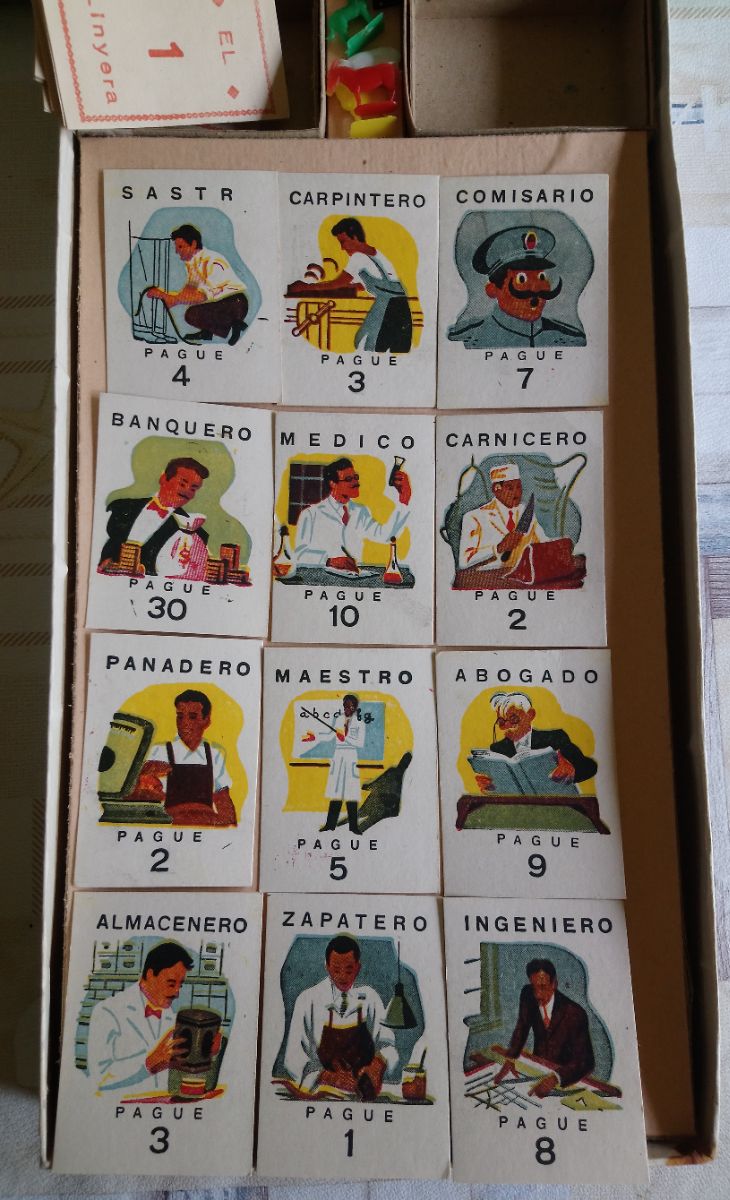 EL
Linyera
1
SASTR
PAGUE
4
CARPINTERO
PAGUE
3
COMISARIO
PAGUE
7
BANQUERO
$
PAGUE
30
MEDICO
PAGUE
10
CARNICERO
PAGUE
2
PANADERO
PAGUE
2
MAESTRO
abcd fg
PAGUE
5
ABOGADO
PAGUE
9
ALMACENERO
PAGUE
3
ZAPATERO
PAGUE
1
INGENIERO
PAGUE
8